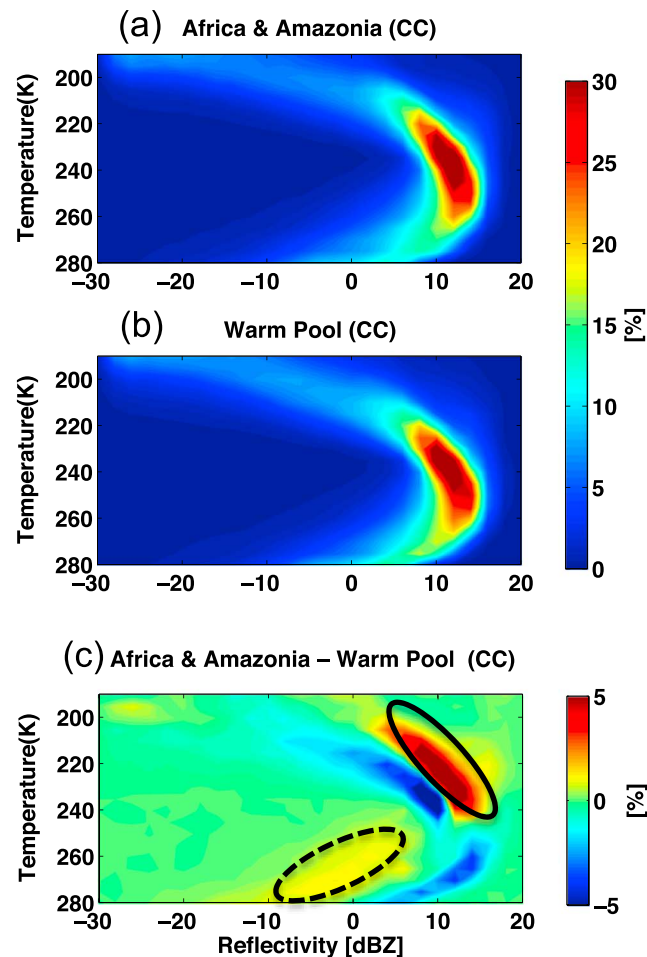 (a) Africa & Amazonia (CC)
Temperature(K)
200
220
240
260
280
−30 −20 −10 0 10 20
(b) Warm Pool (CC)
Temperature(K)
200
220
240
260
280
−30 −20 −10 0 10 20
30
25
20
15
10
5
0
[%]
(c) Africa & Amazonia − Warm Pool (CC)
Temperature(K)
200
220
240
260
280
−30 −20 −10 0 10 20
Reflectivity [dBZ]
5
0
−5
[%]